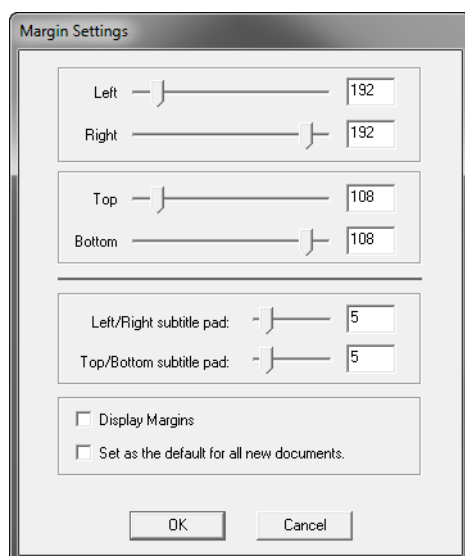 Margin Settings
Left 192
Right 192
Top 108
Bottom 108
Left/Right subtitle pad: 5
Top/Bottom subtitle pad: 5
Display Margins
Set as the default for all new documents.
OK Cancel